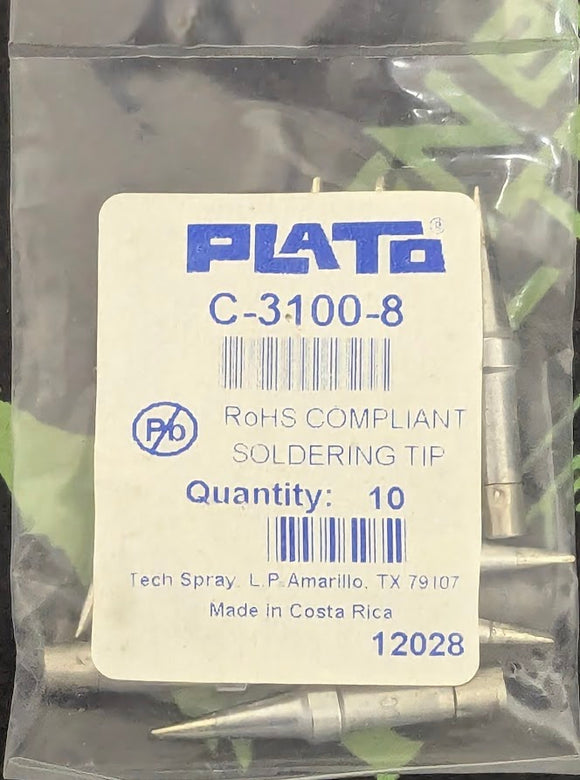 PLATO®
C-3100-8
Pb
RoHS COMPLIANT
SOLDERING TIP
Quantity: 10
Tech Spray, L.P. Amarillo, TX 79107
Made in Costa Rica
12028